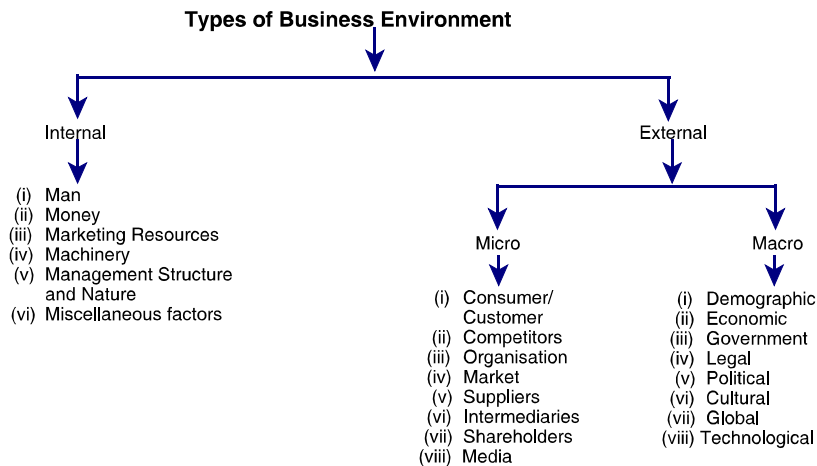 Types of Business Environment
Internal
External
(i) Man
(ii) Money
(iii) Marketing Resources
(iv) Machinery
(v) Management Structure
and Nature
(vi) Miscellaneous factors
Micro
Macro
(i) Consumer/
Customer
(ii) Competitors
(iii) Organisation
(iv) Market
(v) Suppliers
(vi) Intermediaries
(vii) Shareholders
(viii) Media
(i) Demographic
(ii) Economic
(iii) Government
(iv) Legal
(v) Political
(vi) Cultural
(vii) Global
(viii) Technological